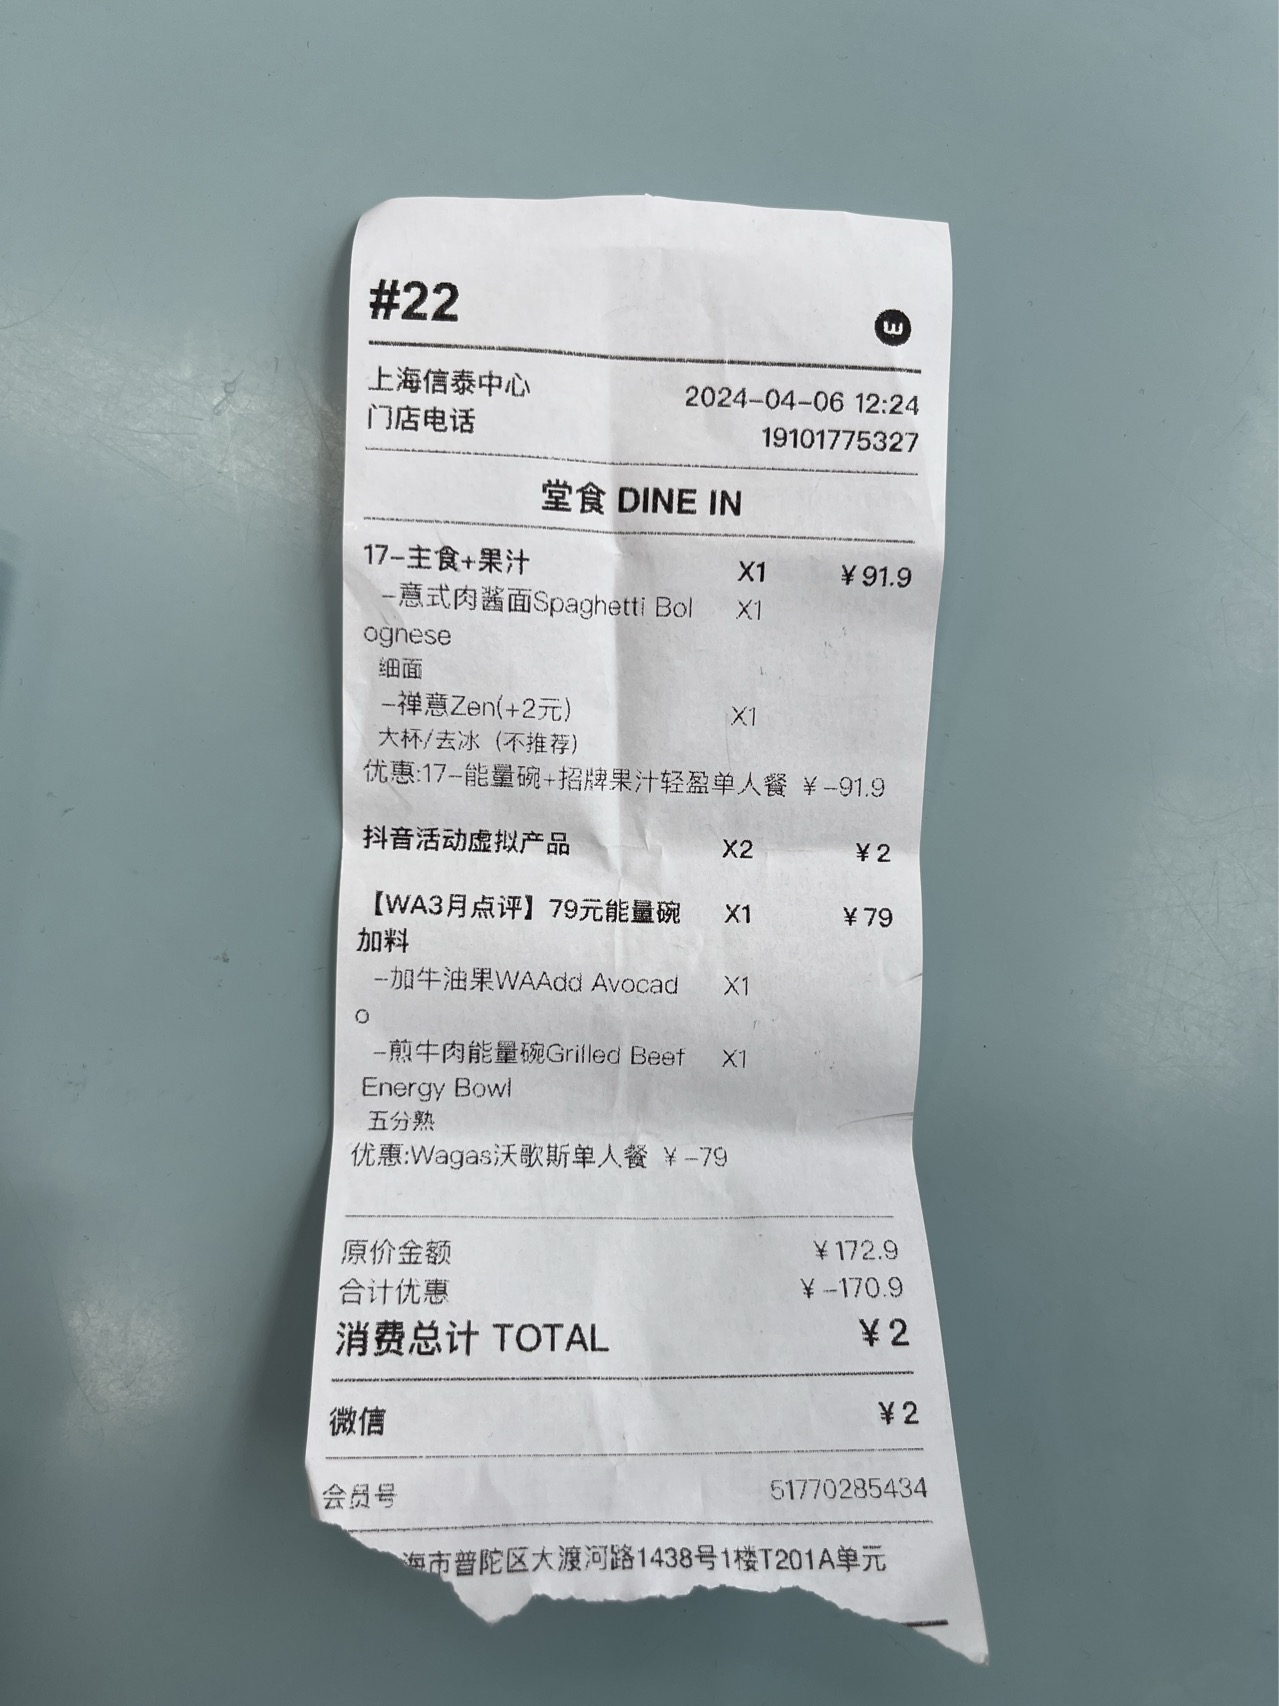 #22
上海信泰中心 2024-04-06 12:24
门店电话 19101775327
堂食 DINE IN
17-主食+果汁 X1 ¥91.9
-意式肉酱面Spaghetti Bol X1
ognese
细面
-禅意Zen(+2元) X1
大杯/去冰（不推荐）
优惠:17-能量碗+招牌果汁轻盈单人餐 ¥-91.9
抖音活动虚拟产品 X2 ¥2
【WA3月点评】79元能量碗 X1 ¥79
加料
-加牛油果WAAdd Avocad X1
o
-煎牛肉能量碗Grilled Beef X1
Energy Bowl
五分熟
优惠:Wagas沃歌斯单人餐 ¥-79
原价金额 ¥172.9
合计优惠 ¥-170.9
消费总计 TOTAL ¥2
微信 ¥2
会员号 51770285434
海市普陀区大渡河路1438号1楼T201A单元